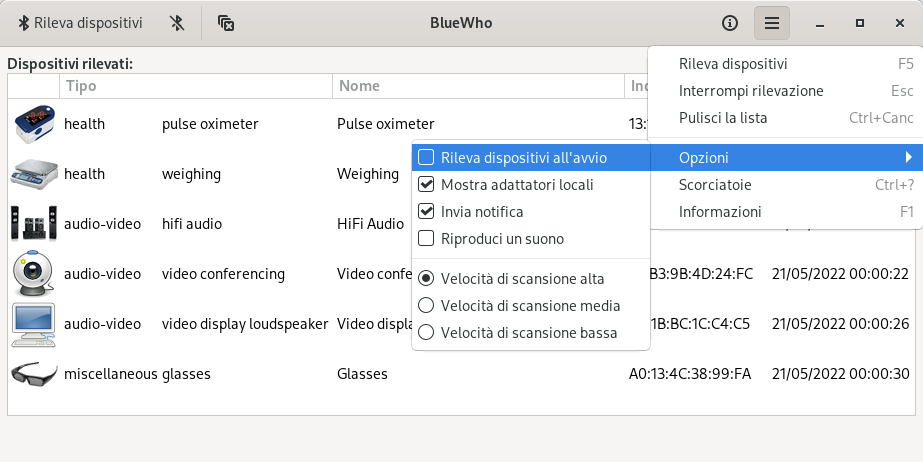 Rileva dispositivi
BlueWho
Dispositivi rilevati:
Tipo Nome
Rileva dispositivi F5
Interrompi rilevazione Esc
Pulisci la lista Ctrl+Canc
Opzioni
Scorciatoie Ctrl+?
Informazioni F1
Rileva dispositivi all'avvio
Mostra adattatori locali
Invia notifica
Riproduci un suono
Velocità di scansione alta
Velocità di scansione media
Velocità di scansione bassa
health pulse oximeter Pulse oximeter
health weighing Weighing
audio-video hifi audio HiFi Audio
audio-video video conferencing Video B3:9B:4D:24:FC 21/05/2022 00:00:22
audio-video video display loudspeaker Video 1B:BC:1C:C4:C5 21/05/2022 00:00:26
miscellaneous glasses Glasses A0:13:4C:38:99:FA 21/05/2022 00:00:30